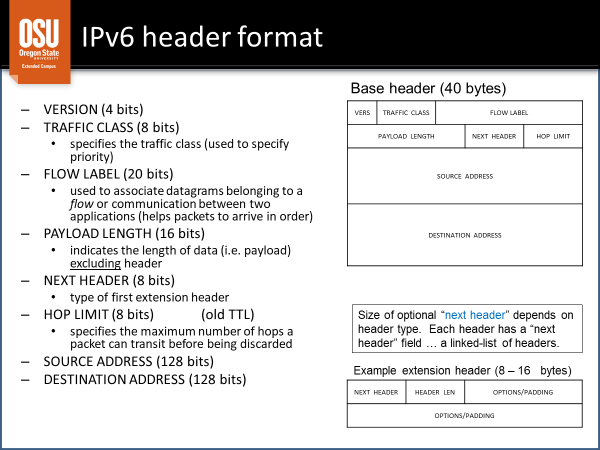 OSU
Oregon State
UNIVERSITY
Extended Campus
IPv6 header format
– VERSION (4 bits)
– TRAFFIC CLASS (8 bits)
• specifies the traffic class (used to specify
priority)
– FLOW LABEL (20 bits)
• used to associate datagrams belonging to a
flow or communication between two
applications (helps packets to arrive in order)
– PAYLOAD LENGTH (16 bits)
• indicates the length of data (i.e. payload)
excluding header
– NEXT HEADER (8 bits)
• type of first extension header
– HOP LIMIT (8 bits) (old TTL)
• specifies the maximum number of hops a
packet can transit before being discarded
– SOURCE ADDRESS (128 bits)
– DESTINATION ADDRESS (128 bits)
Base header (40 bytes)
VERS TRAFFIC CLASS FLOW LABEL
PAYLOAD LENGTH NEXT HEADER HOP LIMIT
SOURCE ADDRESS
DESTINATION ADDRESS
Size of optional “next header” depends on
header type. Each header has a “next
header” field … a linked-list of headers.
Example extension header (8 – 16 bytes)
NEXT HEADER HEADER LEN OPTIONS/PADDING
OPTIONS/PADDING